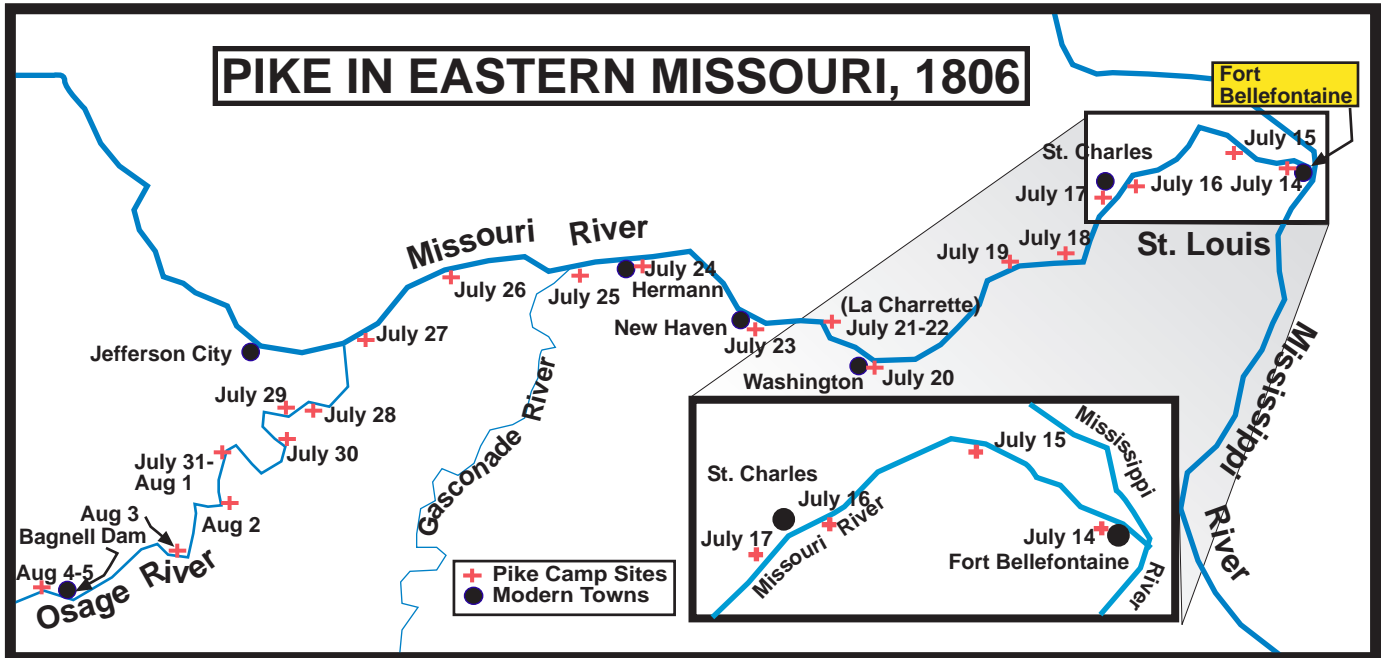 PIKE IN EASTERN MISSOURI, 1806
Fort
Bellefontaine
July 15
St. Charles
July 16
July 14
July 17
St. Louis
July 18
July 19
Missouri River
July 24
Hermann
July 25
July 26
(La Charrette)
July 21-22
New Haven
July 23
July 27
Jefferson City
Washington
July 20
Mississippi River
July 29
July 28
July 30
Gasconade River
July 31-
Aug 1
Aug 2
Aug 3
Bagnell Dam
Aug 4-5
Osage River
Pike Camp Sites
Modern Towns
Mississippi
River
July 15
St. Charles
July 16
July 17
Missouri River
July 14
Fort Bellefontaine